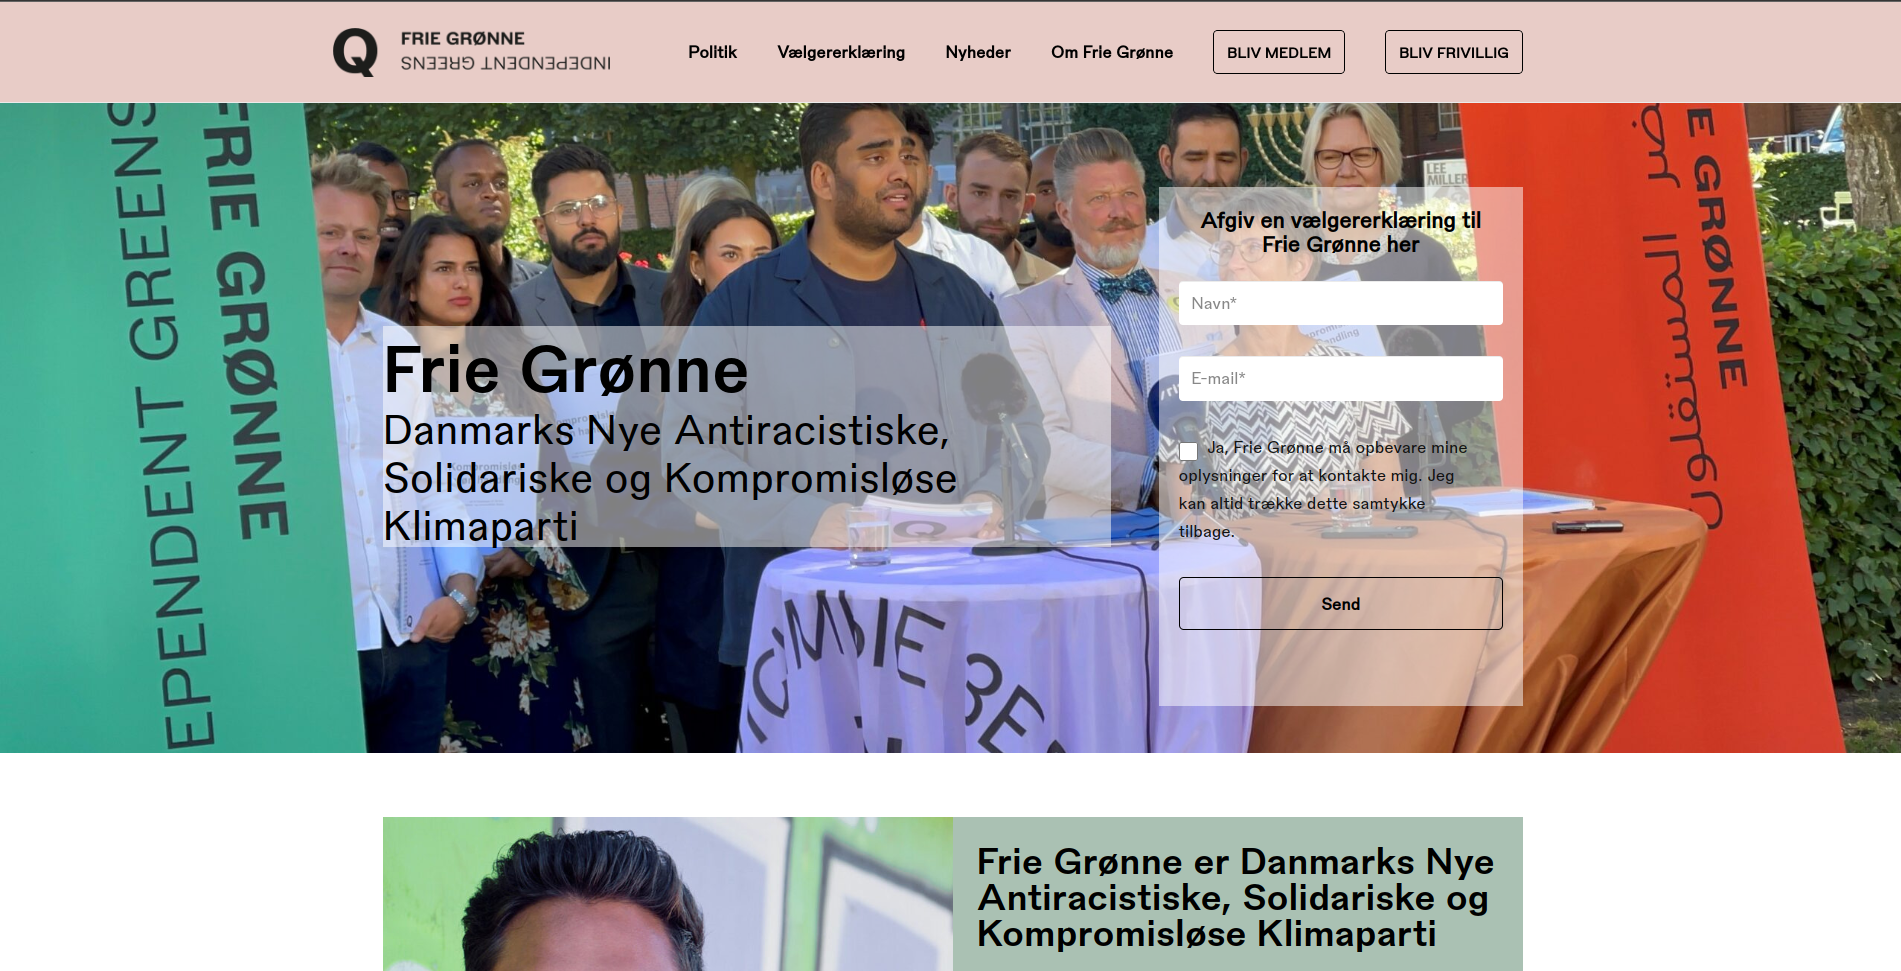 Q
FRIE GRØNNE
INDEPENDENT GREENS
Politik
Vælgererklæring
Nyheder
Om Frie Grønne
BLIV MEDLEM
BLIV FRIVILLIG
EPENDENT GREENS
FRIE GRØNNE
LEE
MILLER
E GRØNNE
Frie Grønne
Danmarks Nye Antiracistiske,
Solidariske og Kompromisløse
Klimaparti
Afgiv en vælgererklæring til
Frie Grønne her
Navn*
E-mail*
Ja, Frie Grønne må opbevare mine
oplysninger for at kontakte mig. Jeg
kan altid trække dette samtykke
tilbage.
Send
Frie Grønne er Danmarks Nye
Antiracistiske, Solidariske og
Kompromisløse Klimaparti